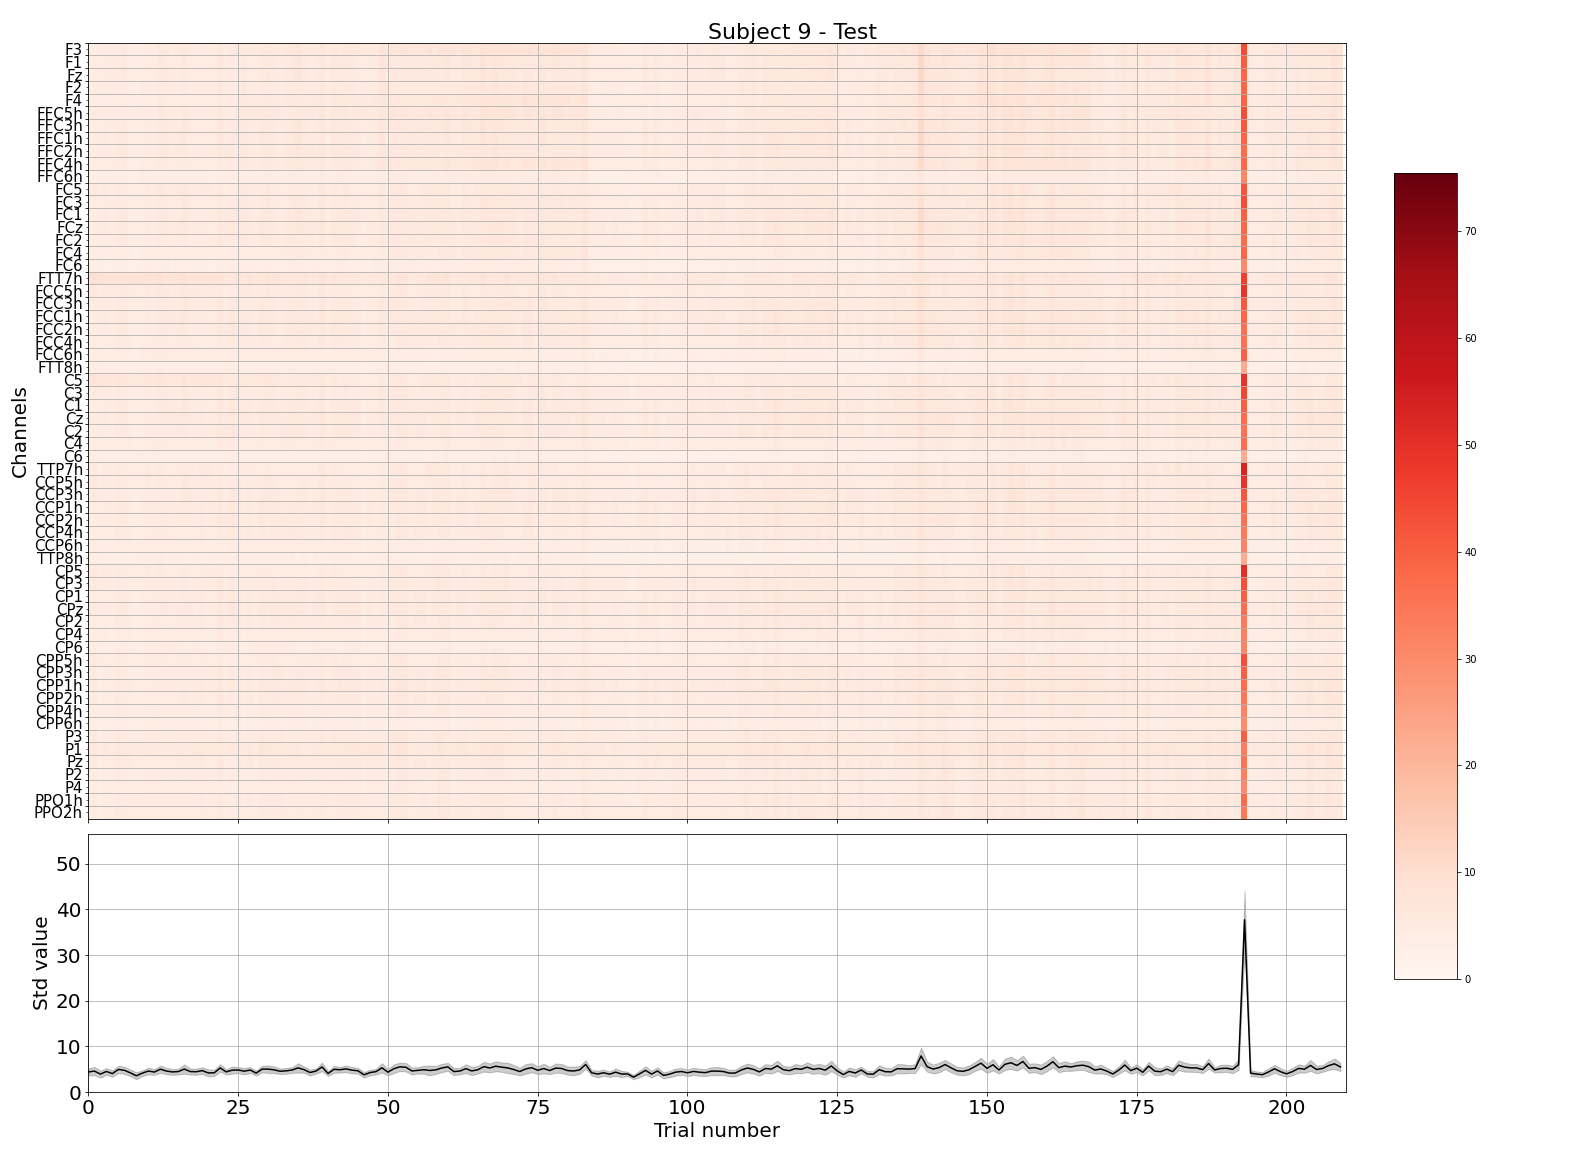 Subject 9 - Test
F3
F1
Fz
F2
F4
FFC5h
FFC3h
FFC1h
FFC2h
FFC4h
FFC6h
FC5
FC3
FC1
FCz
FC2
FC4
FC6
FTT7h
FCC5h
FCC3h
FCC1h
FCC2h
FCC4h
FCC6h
FTT8h
C5
C3
C1
Cz
C2
C4
C6
TTP7h
CCP5h
CCP3h
CCP1h
CCP2h
CCP4h
CCP6h
TTP8h
CP5
CP3
CP1
CPz
CP2
CP4
CP6
CPP5h
CPP3h
CPP1h
CPP2h
CPP4h
CPP6h
P3
P1
Pz
P2
P4
PPO1h
PPO2h
Channels
70
60
50
40
30
20
10
0
50
40
30
20
10
0
Std value
0 25 50 75 100 125 150 175 200
Trial number